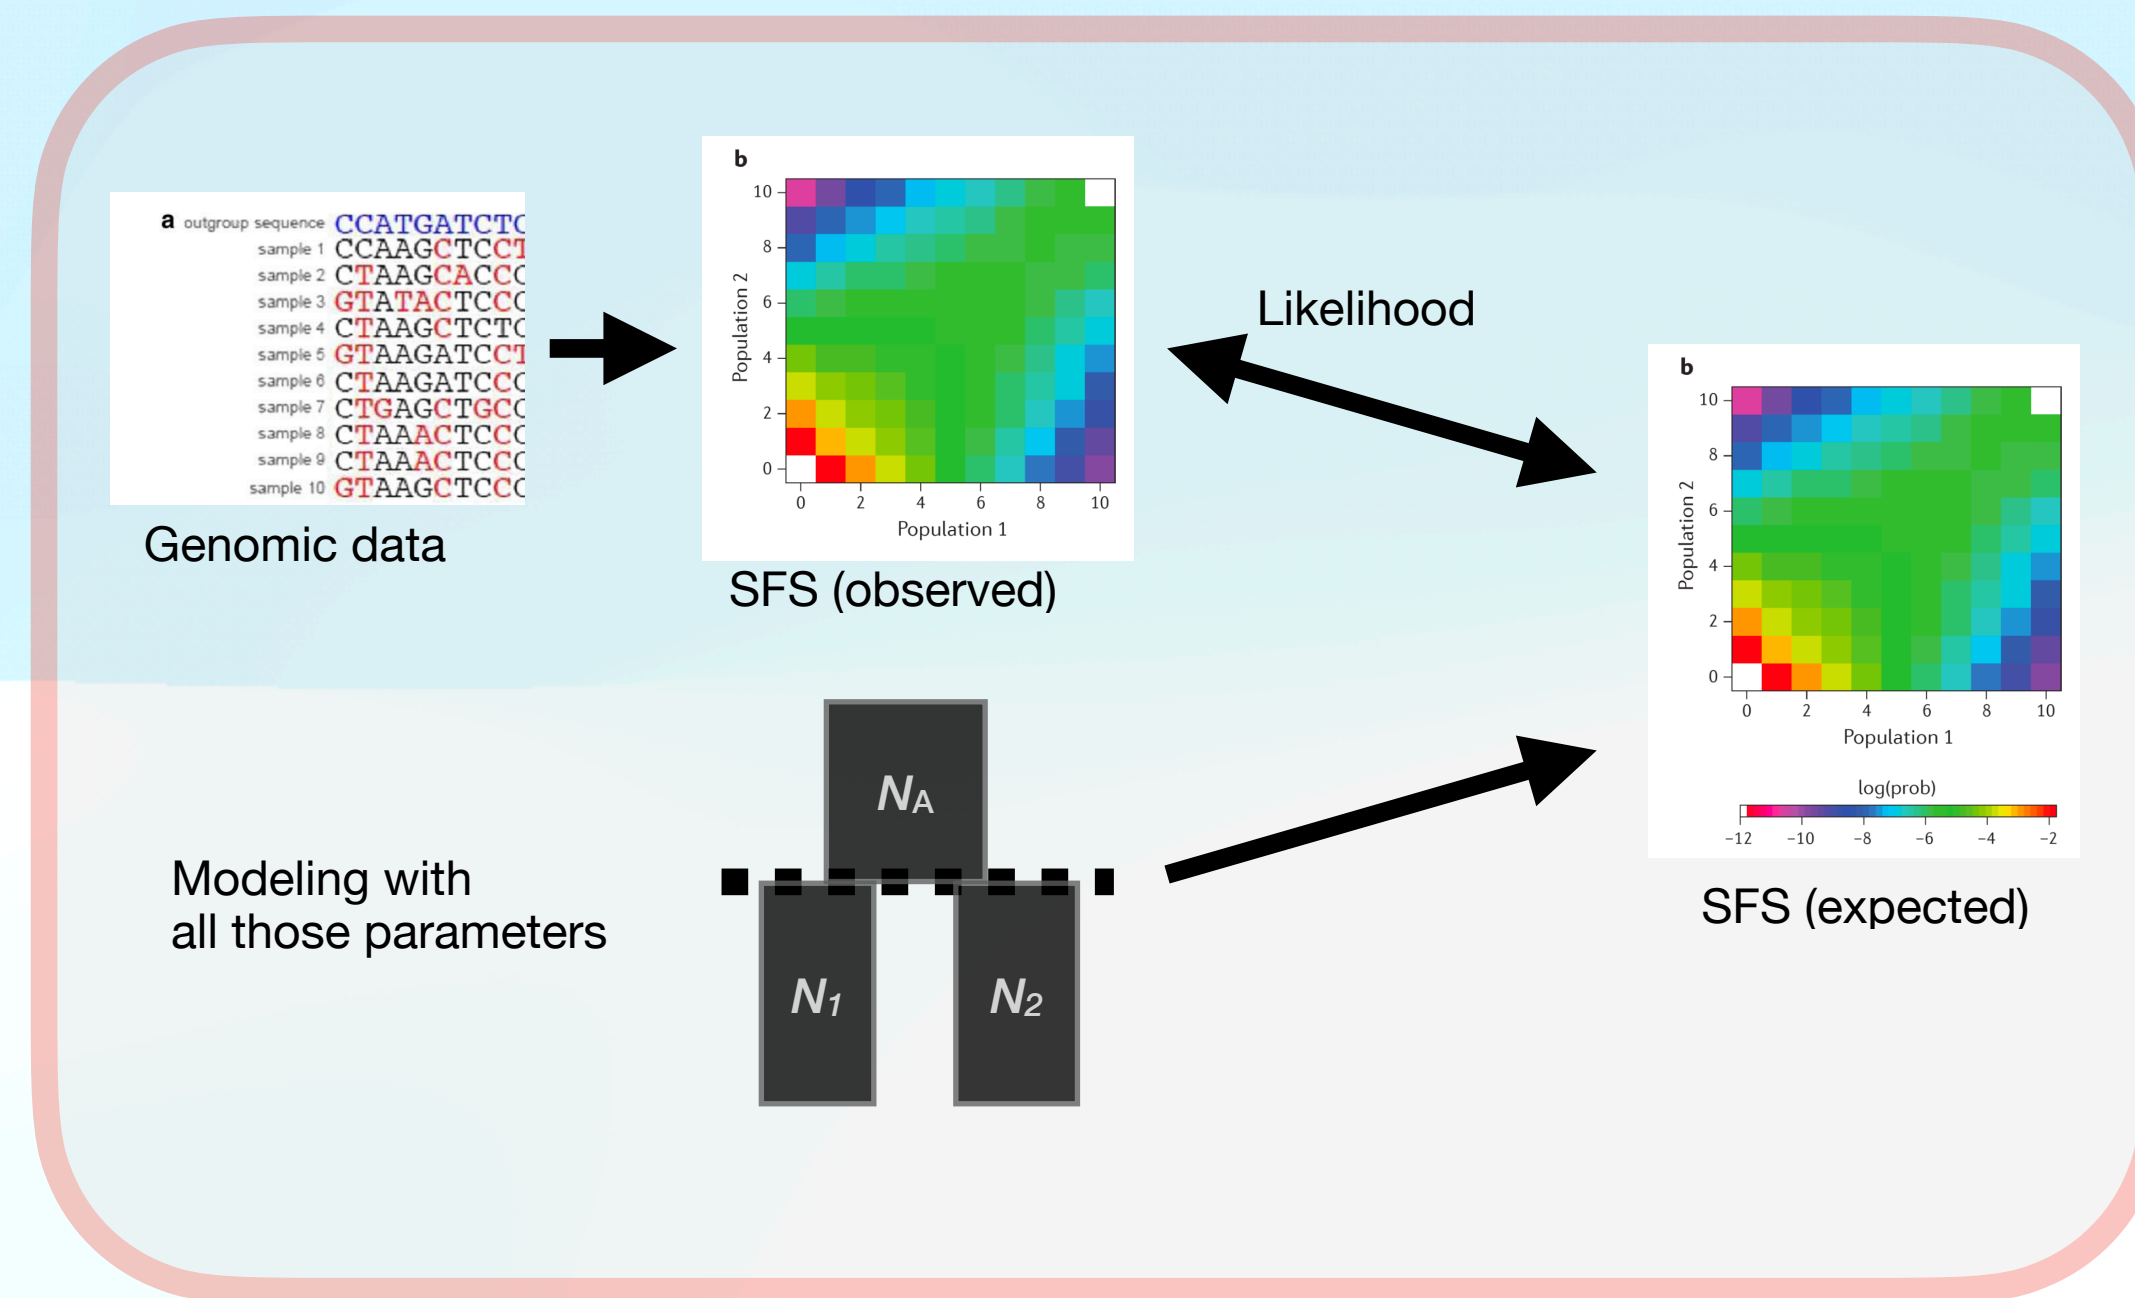 a outgroup sequence CCATGATCTC
sample 1 CCAAGCTCCT
sample 2 CTAAGCACCC
sample 3 GTATACTCCC
sample 4 CTAAGCTCTC
sample 5 GTAAGATCCT
sample 6 CTAAGATCCC
sample 7 CTGAGCTGCC
sample 8 CTAAACTCCC
sample 9 CTAAACTCCC
sample 10 GTAAGCTCCC
Genomic data
b
10
8
6
4
2
0
Population 2
0 2 4 6 8 10
Population 1
SFS (observed)
Likelihood
b
10
8
6
4
2
0
Population 2
0 2 4 6 8 10
Population 1
log(prob)
−12 −10 −8 −6 −4 −2
SFS (expected)
Modeling with
all those parameters
NA
N1 N2